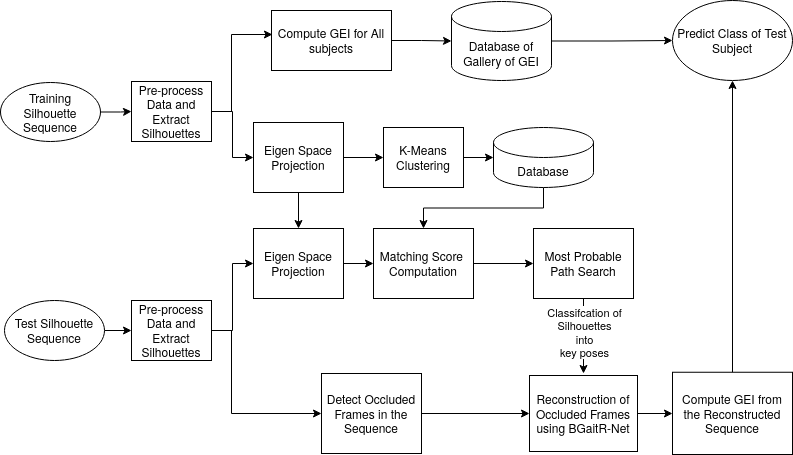 Compute GEI for All
subjects
Database of
Gallery of GEI
Predict Class of Test
Subject
Training
Silhouette
Sequence
Pre-process
Data and
Extract
Silhouettes
Eigen Space
Projection
K-Means
Clustering
Database
Eigen Space
Projection
Matching Score
Computation
Most Probable
Path Search
Test Silhouette
Sequence
Pre-process
Data and
Extract
Silhouettes
Classifcation of
Silhouettes
into
key poses
Detect Occluded
Frames in the
Sequence
Reconstruction of
Occluded Frames
using BGaitR-Net
Compute GEI from
the Reconstructed
Sequence